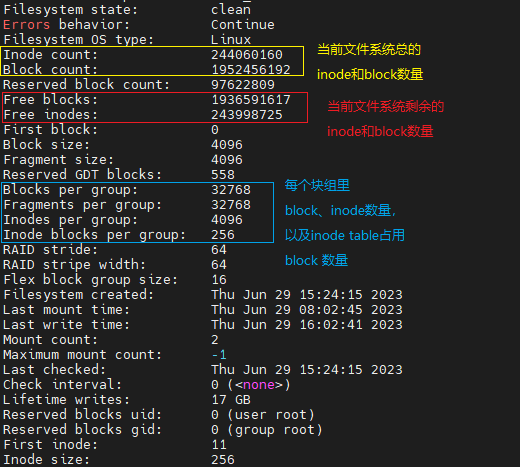 Filesystem state: clean
Errors behavior: Continue
Filesystem OS type: Linux
Inode count: 244060160
Block count: 1952456192
当前文件系统总的
inode和block数量
Reserved block count: 97622809
Free blocks: 1936591617
Free inodes: 243998725
当前文件系统剩余的
inode和block数量
First block: 0
Block size: 4096
Fragment size: 4096
Reserved GDT blocks: 558
Blocks per group: 32768
Fragments per group: 32768
Inodes per group: 4096
Inode blocks per group: 256
每个块组里
block、inode数量,
以及inode table占用
block 数量
RAID stride: 64
RAID stripe width: 64
Flex block group size: 16
Filesystem created: Thu Jun 29 15:24:15 2023
Last mount time: Thu Jun 29 08:02:45 2023
Last write time: Thu Jun 29 16:02:41 2023
Mount count: 2
Maximum mount count: -1
Last checked: Thu Jun 29 15:24:15 2023
Check interval: 0 (<none>)
Lifetime writes: 17 GB
Reserved blocks uid: 0 (user root)
Reserved blocks gid: 0 (group root)
First inode: 11
Inode size: 256